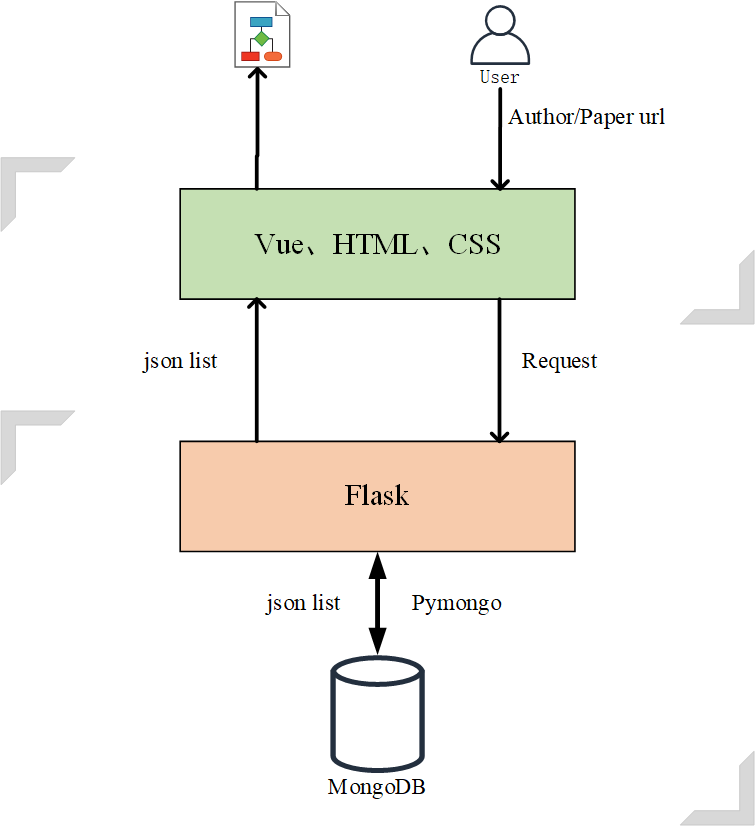 User
Author/Paper url
Vue、HTML、CSS
json list
Request
Flask
json list
Pymongo
MongoDB